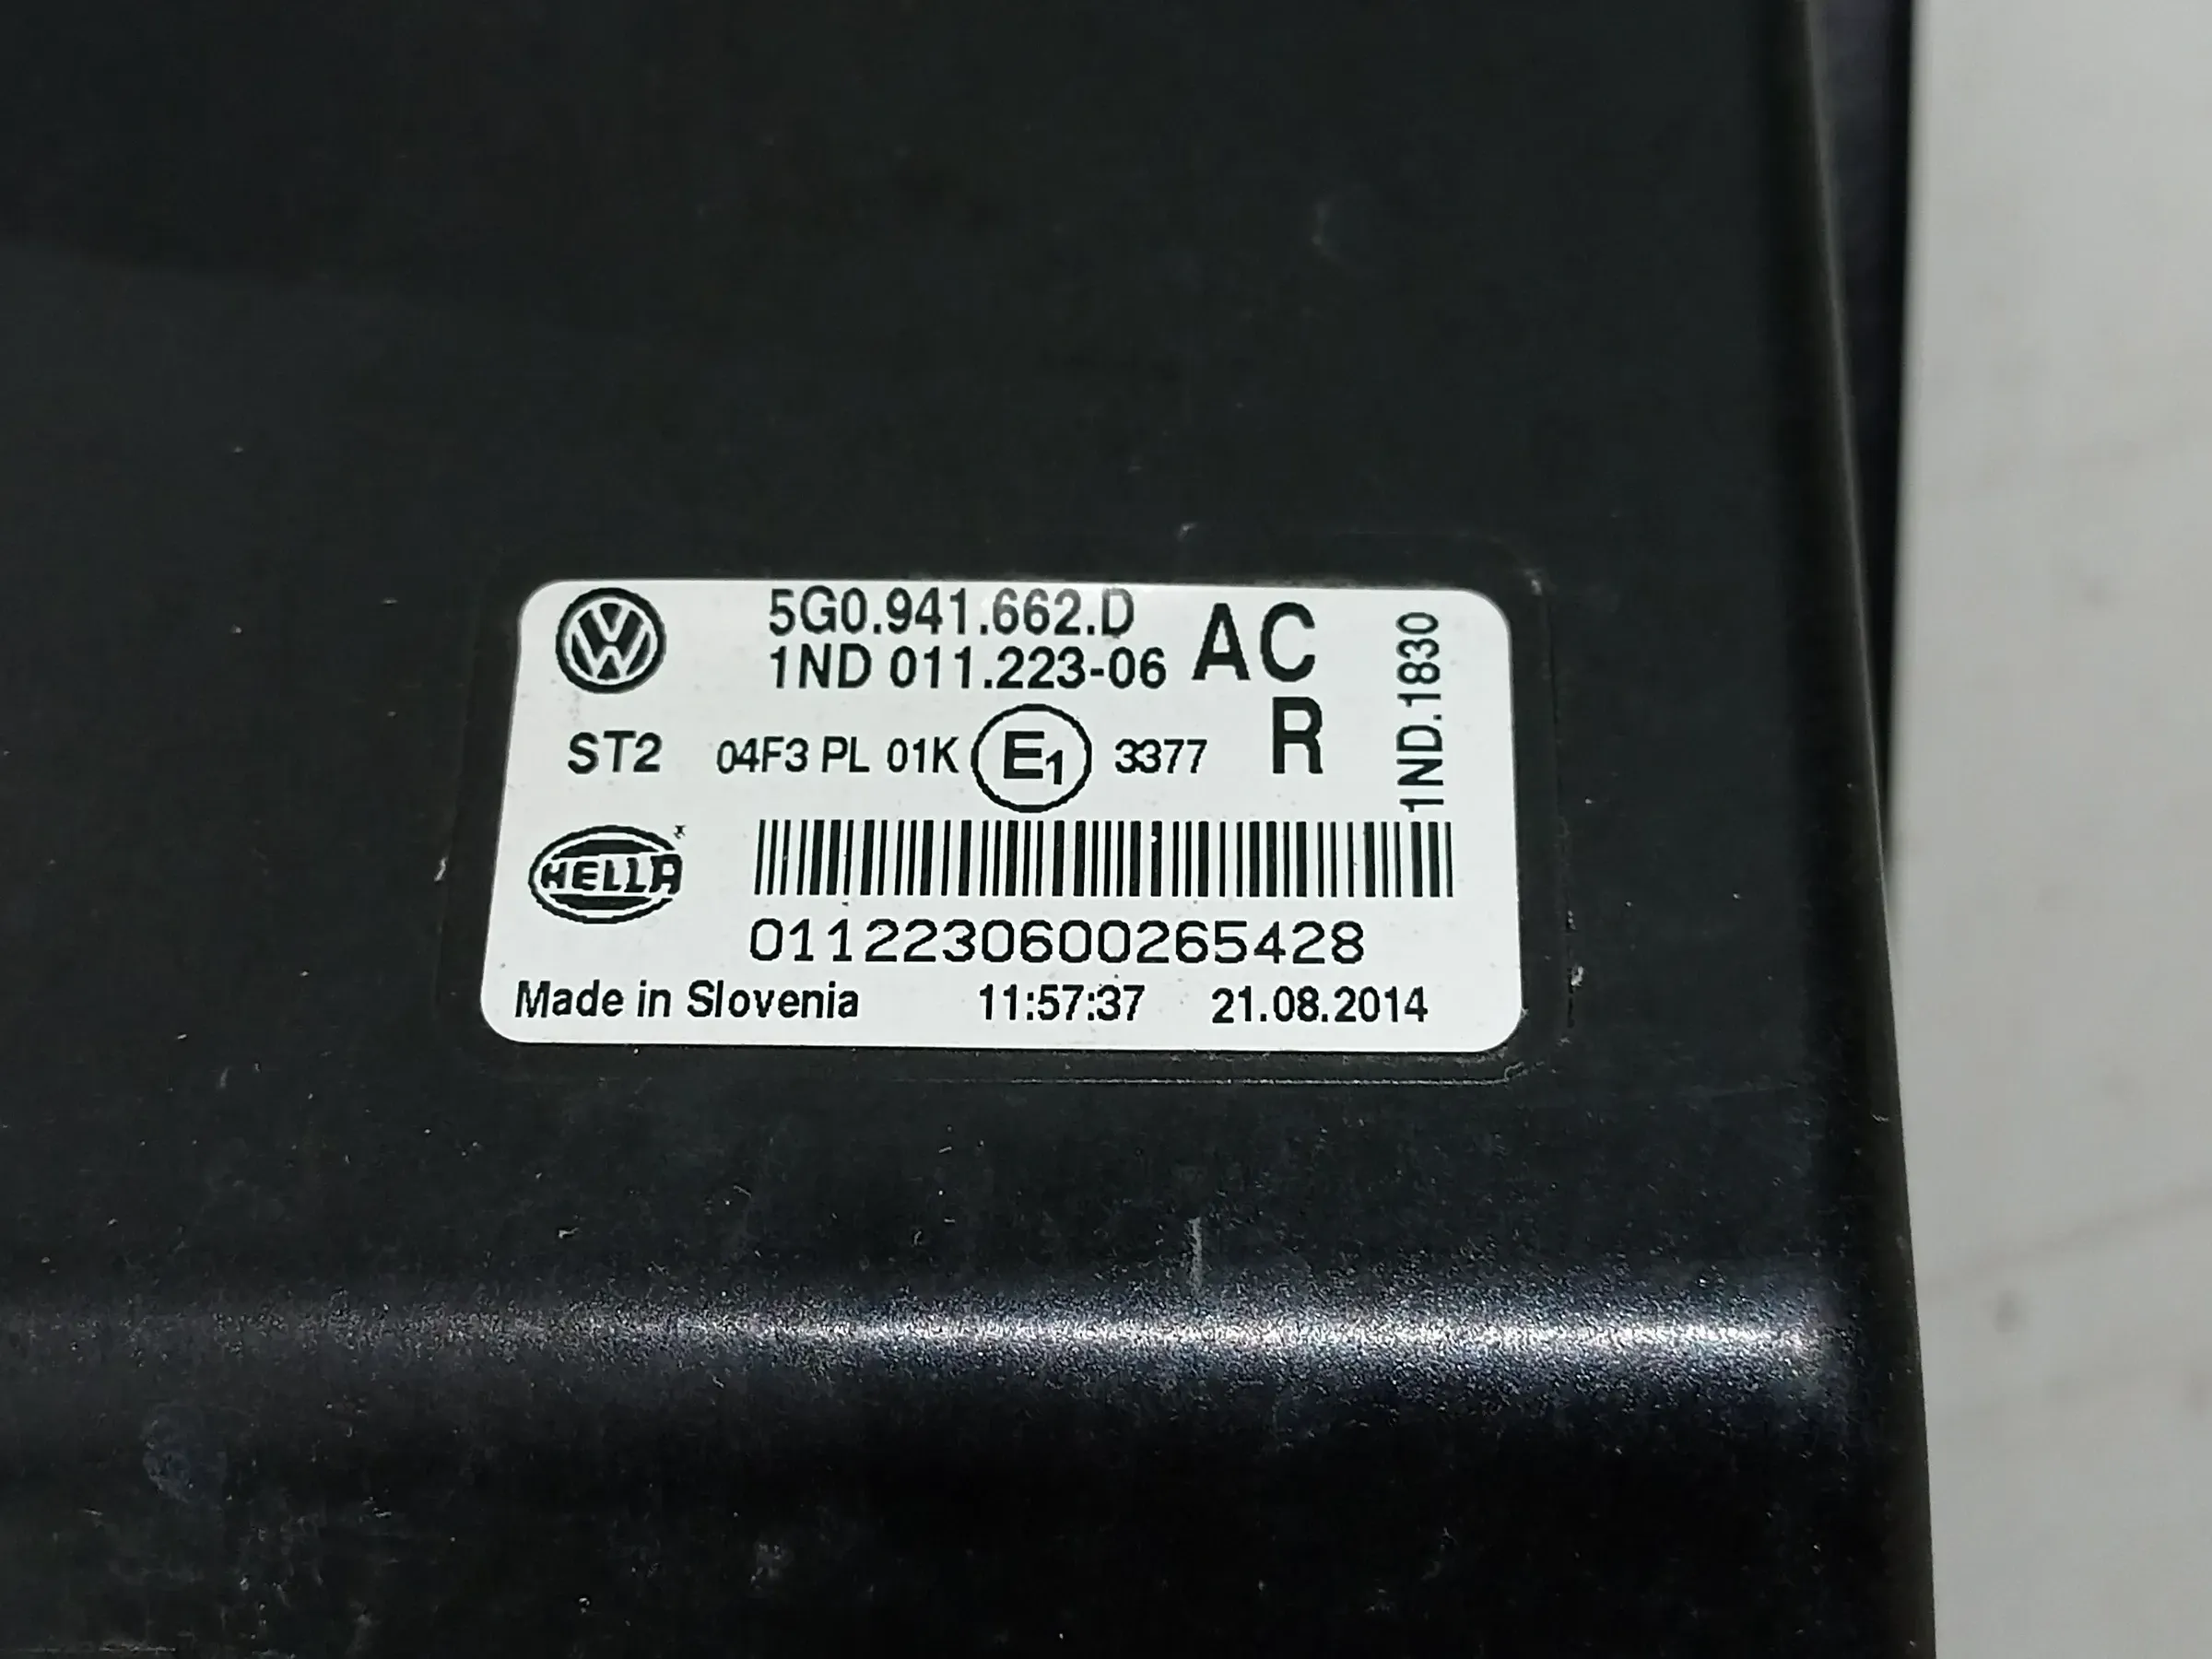 5G0.941.662.D
1ND 011.223-06 AC
R
1ND.1830
ST2 04F3 PL 01K E1 3377
HELLA
0112230600265428
Made in Slovenia 11:57:37 21.08.2014